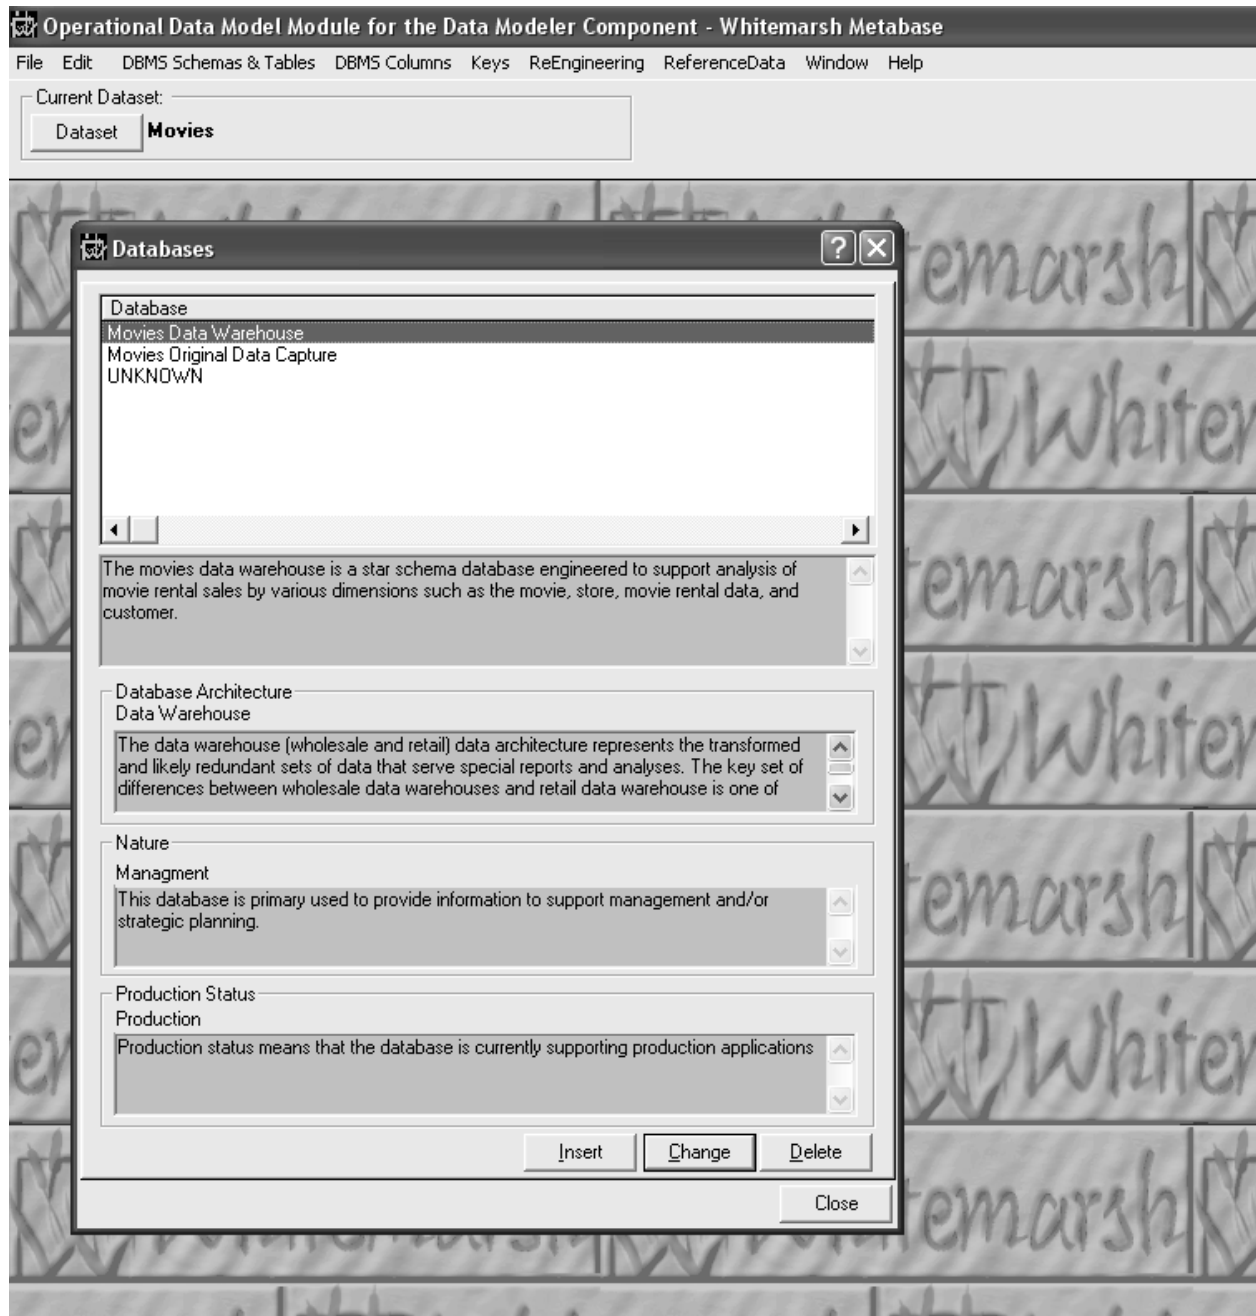 Operational Data Model Module for the Data Modeler Component - Whitemarsh Metabase
File Edit DBMS Schemas & Tables DBMS Columns Keys ReEngineering ReferenceData Window Help
Current Dataset:
Dataset Movies
Databases
Database
Movies Data Warehouse
Movies Original Data Capture
UNKNOWN
The movies data warehouse is a star schema database engineered to support analysis of
movie rental sales by various dimensions such as the movie, store, movie rental data, and
customer.
Database Architecture
Data Warehouse
The data warehouse (wholesale and retail) data architecture represents the transformed
and likely redundant sets of data that serve special reports and analyses. The key set of
differences between wholesale data warehouses and retail data warehouse is one of
Nature
Managment
This database is primary used to provide information to support management and/or
strategic planning.
Production Status
Production
Production status means that the database is currently supporting production applications
Insert Change Delete
Close